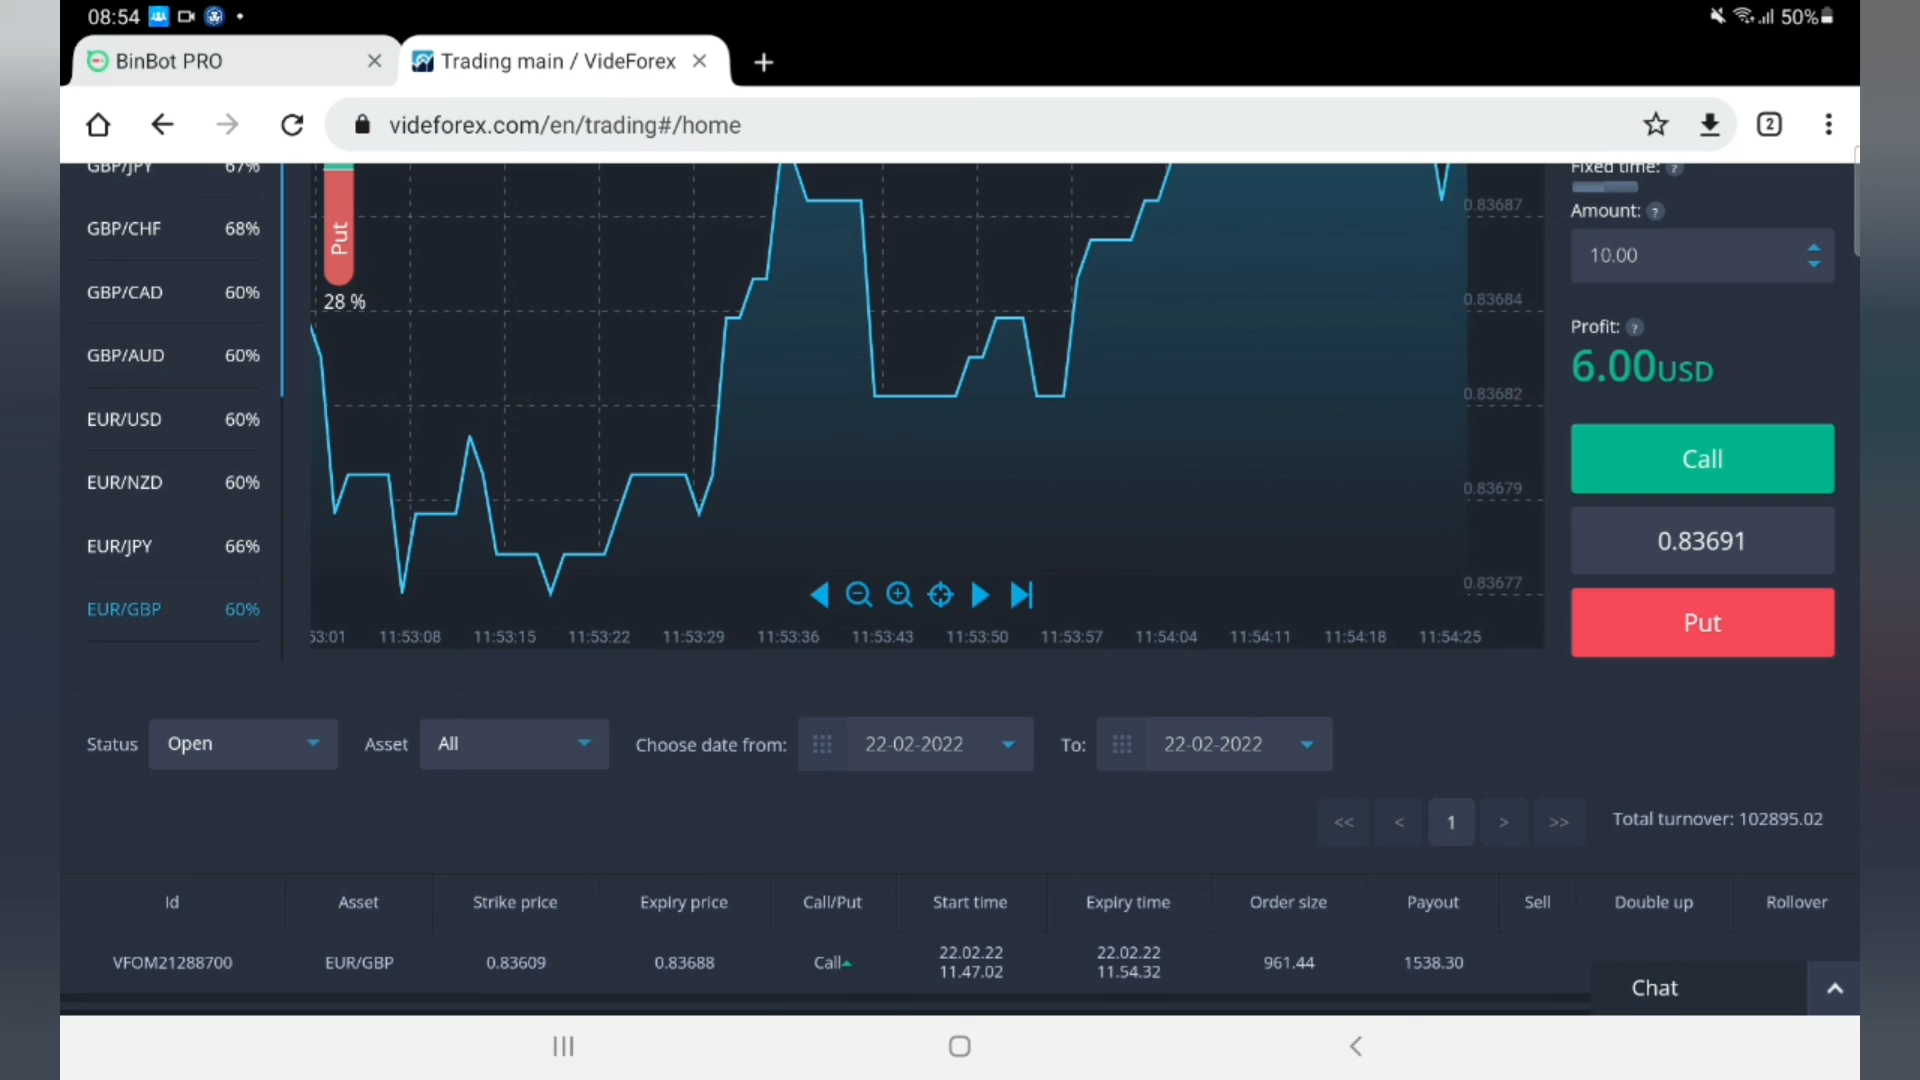 08:54
50%
BinBot PRO
Trading main / VideForex
videforex.com/en/trading#/home
2
GBP/JPY 67%
GBP/CHF 68%
GBP/CAD 60%
GBP/AUD 60%
EUR/USD 60%
EUR/NZD 60%
EUR/JPY 66%
EUR/GBP 60%
Put
28 %
0.83687
0.83684
0.83682
0.83679
0.83677
53:01 11:53:08 11:53:15 11:53:22 11:53:29 11:53:36 11:53:43 11:53:50 11:53:57 11:54:04 11:54:11 11:54:18 11:54:25
Fixed time: ?
Amount: ?
10.00
Profit: ?
6.00USD
Call
0.83691
Put
Status Open Asset All Choose date from: 22-02-2022 To: 22-02-2022
<< < 1 > >> Total turnover: 102895.02
Id Asset Strike price Expiry price Call/Put Start time Expiry time Order size Payout Sell Double up Rollover
VFOM21288700 EUR/GBP 0.83609 0.83688 Call 22.02.22 11.47.02 22.02.22 11.54.32 961.44 1538.30
Chat